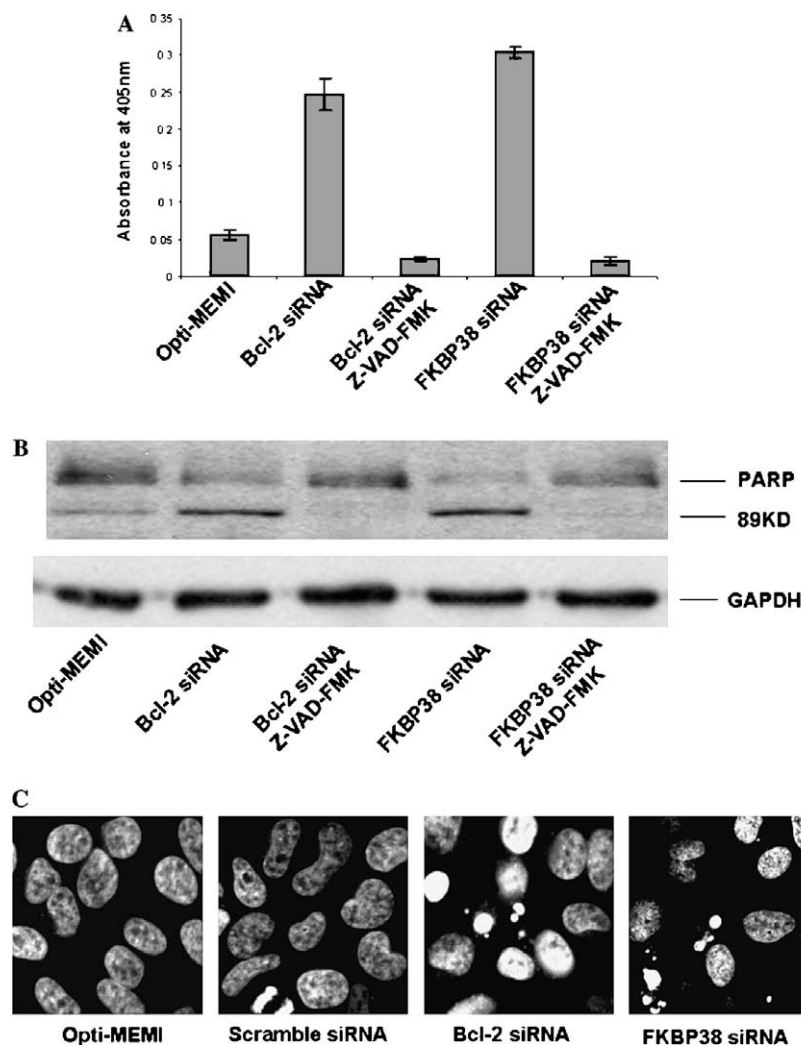 A
Absorbance at 405nm
0.35
0.3
0.25
0.2
0.15
0.1
0.05
0
Opti-MEMI
Bcl-2 siRNA
Bcl-2 siRNA
Z-VAD-FMK
FKBP38 siRNA
FKBP38 siRNA
Z-VAD-FMK
B
PARP
89KD
GAPDH
Opti-MEMI
Bcl-2 siRNA
Bcl-2 siRNA
Z-VAD-FMK
FKBP38 siRNA
FKBP38 siRNA
Z-VAD-FMK
C
Opti-MEMI
Scramble siRNA
Bcl-2 siRNA
FKBP38 siRNA